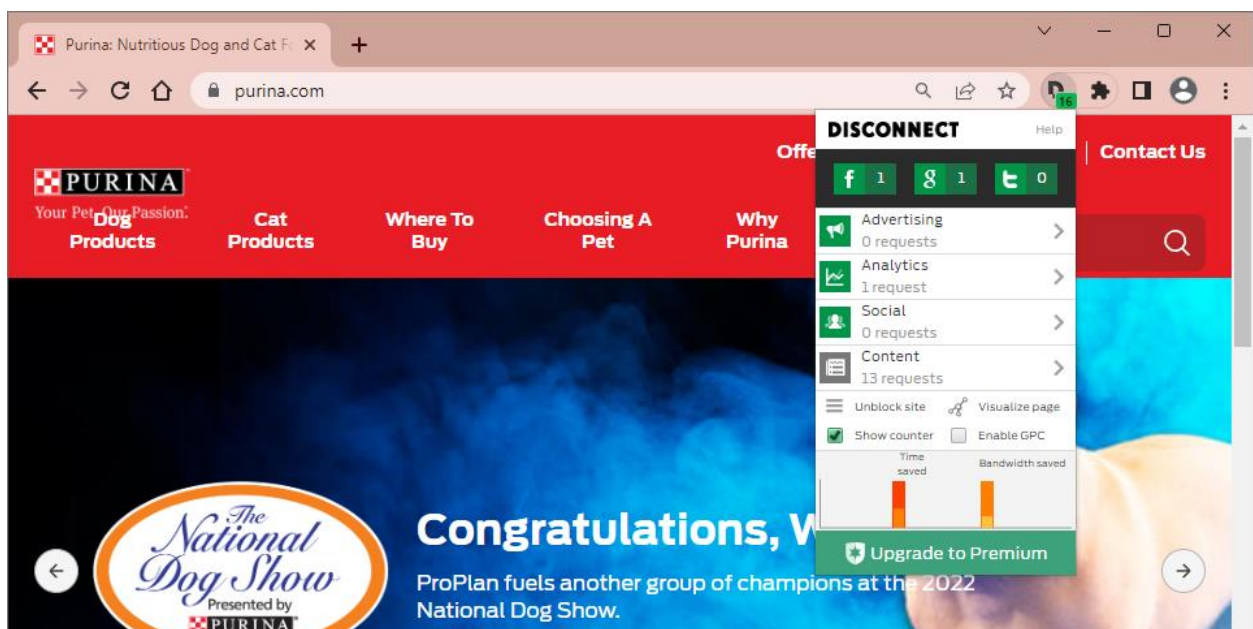 Purina: Nutritious Dog and Cat F
purina.com
16
DISCONNECT
Help
f 1
g 1
t 0
Advertising
0 requests
Analytics
1 request
Social
0 requests
Content
13 requests
Unblock site
Visualize page
Show counter
Enable GPC
Time
saved
Bandwidth saved
Upgrade to Premium
Offe
Contact Us
PURINA
Your Pet, Our Passion.
Dog
Products
Cat
Products
Where To
Buy
Choosing A
Pet
Why
Purina
The
National
Dog Show
Presented by
PURINA
Congratulations, W
ProPlan fuels another group of champions at the 2022
National Dog Show.